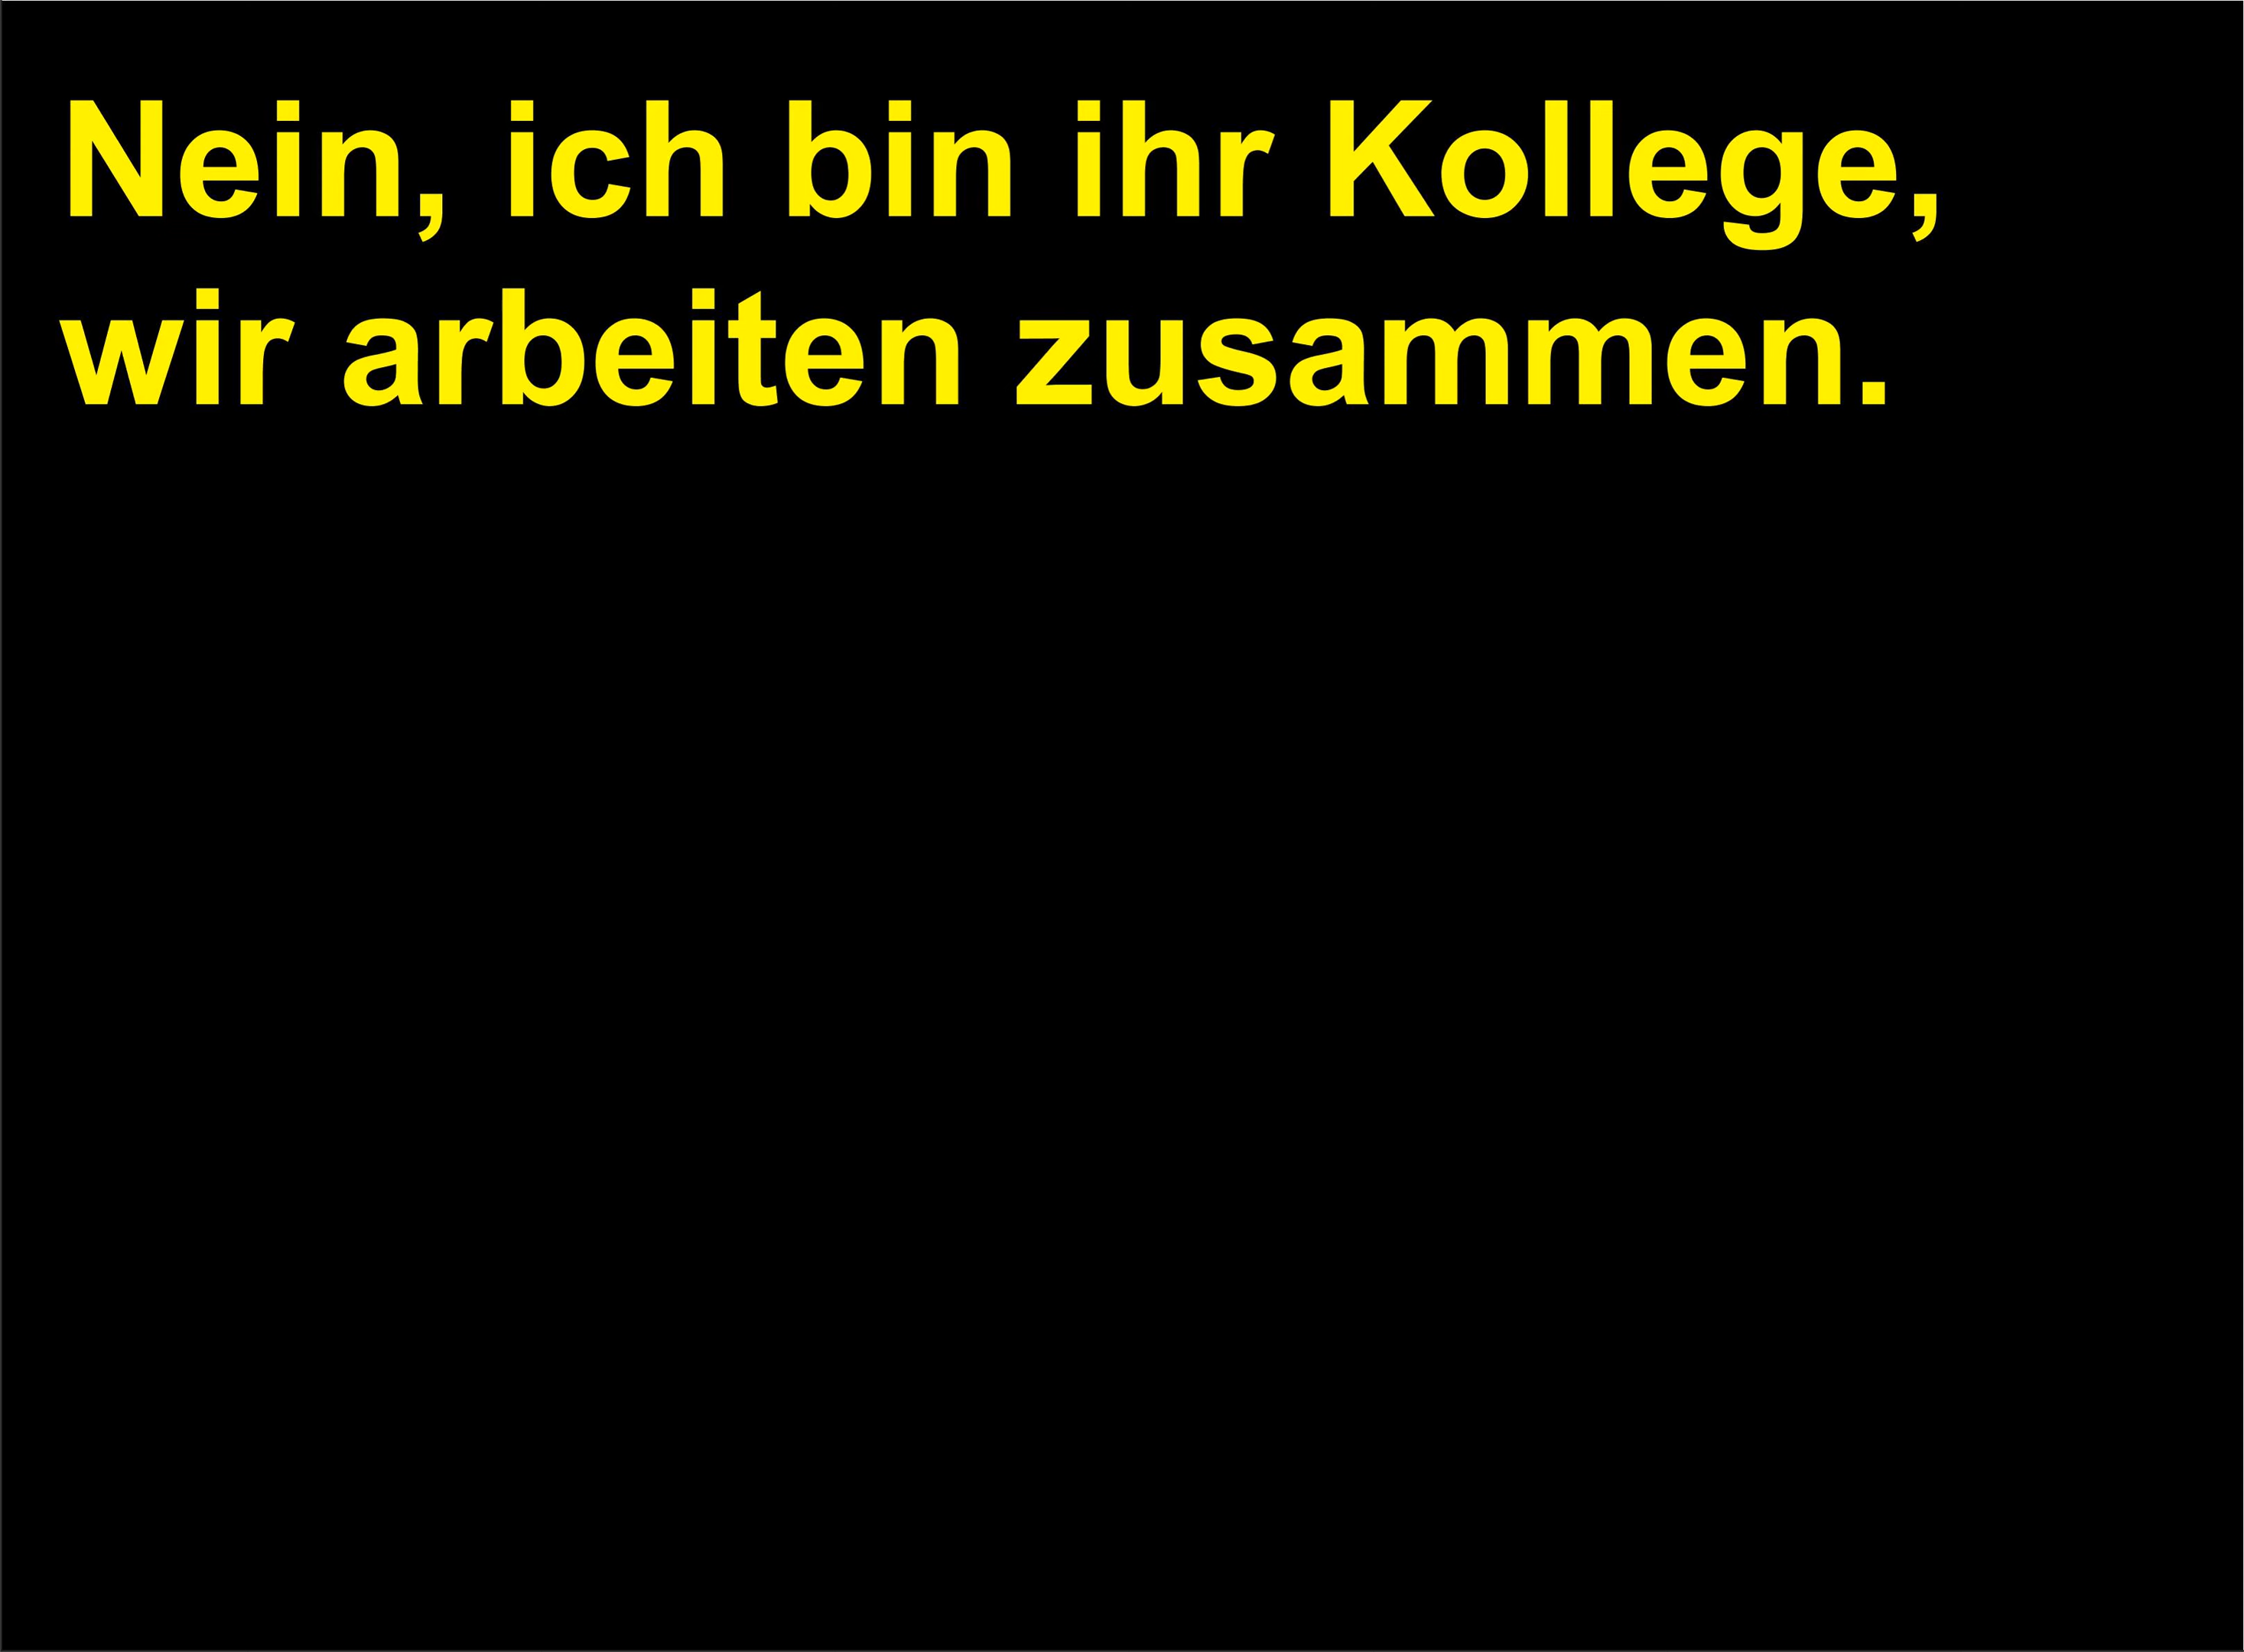 Nein, ich bin ihr Kollege,
wir arbeiten zusammen.